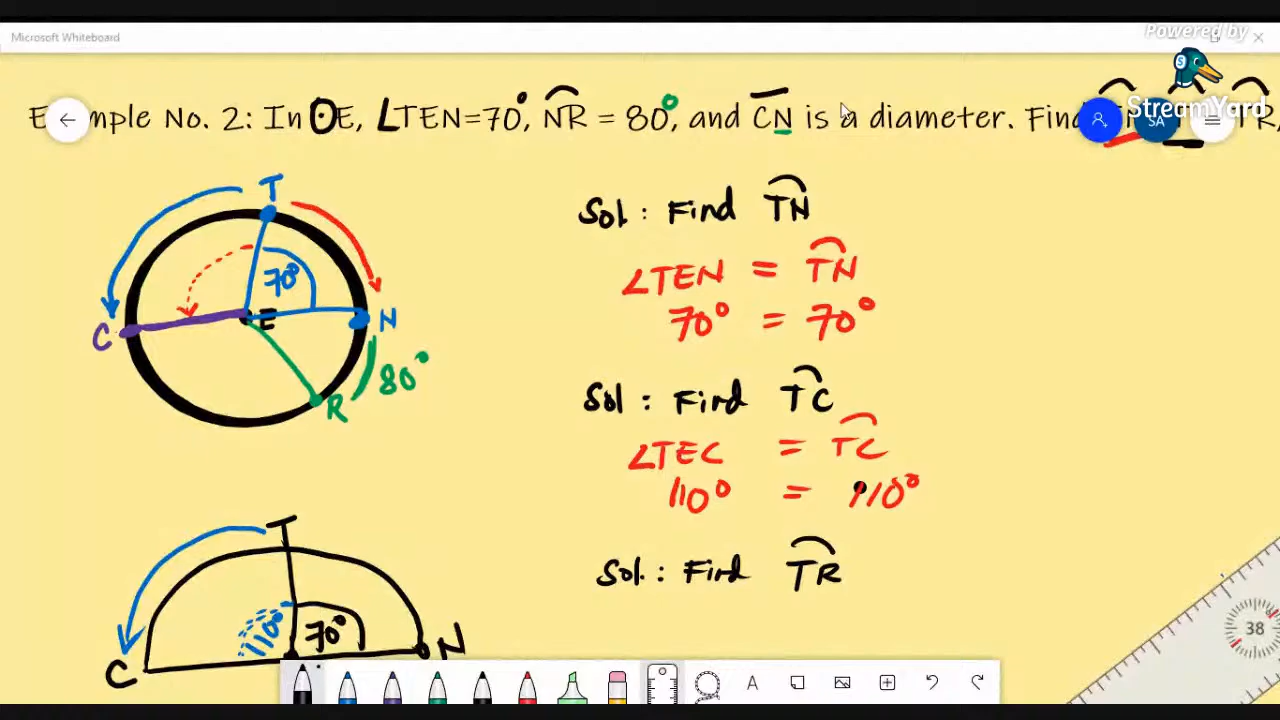 Microsoft Whiteboard
Powered by
StreamYard
No. 2: In ⊙E, ∠TEN=70°, NR = 80°, and CN is a diameter. Find TR,
SA
T
70°
C
E
N
R
80°
Sol: Find TN
∠TEN = TN
70° = 70°
Sol: Find TC
∠TEC = TC
110° = 110°
Sol: Find TR
T
110°
70°
C
N
A
38